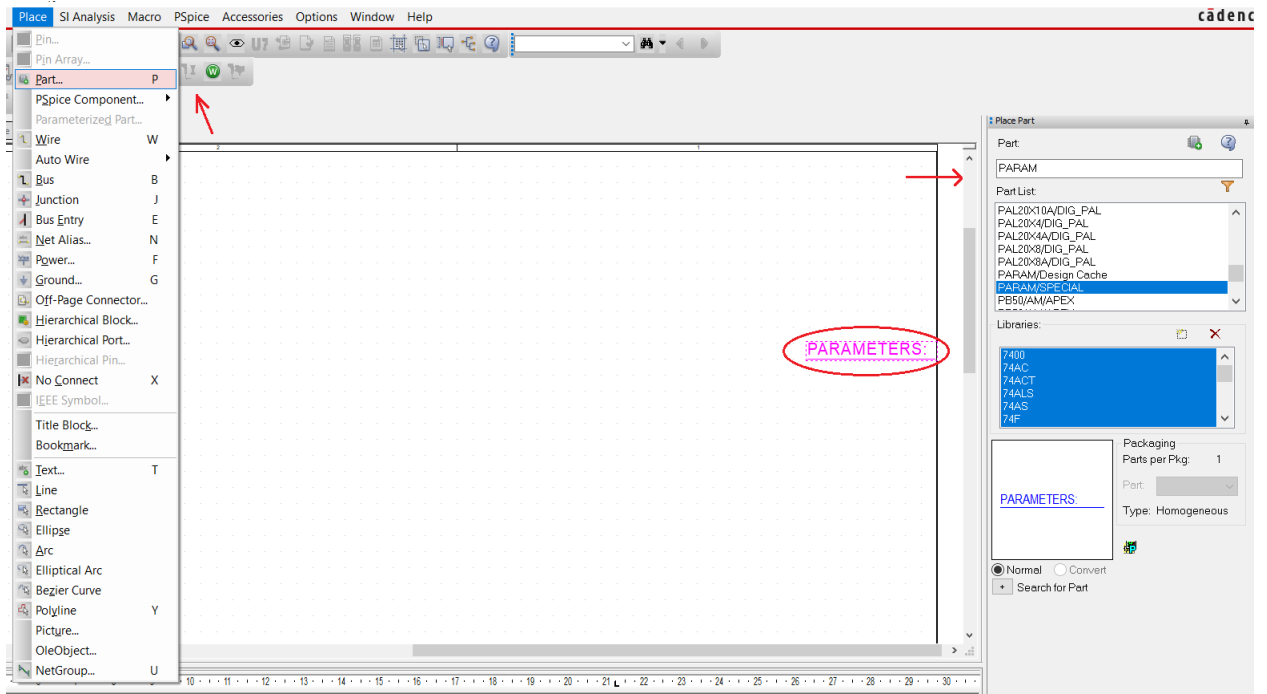 Place SI Analysis Macro PSpice Accessories Options Window Help
cādenc
Pin...
Pin Array...
Part... P
PSpice Component...
Parameterized Part...
Wire W
Auto Wire
Bus B
Junction J
Bus Entry E
Net Alias... N
Power... F
Ground... G
Off-Page Connector...
Hierarchical Block...
Hierarchical Port...
Hierarchical Pin...
No Connect X
IEEE Symbol...
Title Block...
Bookmark...
Text... T
Line
Rectangle
Ellipse
Arc
Elliptical Arc
Bezier Curve
Polyline Y
Picture...
OleObject...
NetGroup... U
U?
W
2 1
PARAMETERS:
10 11 12 13 14 15 16 17 18 19 20 21 22 23 24 25 26 27 28 29 30
Place Part
Part:
PARAM
Part List:
PAL20X10A/DIG_PAL
PAL20X4/DIG_PAL
PAL20X4A/DIG_PAL
PAL20X8/DIG_PAL
PAL20X8A/DIG_PAL
PARAM/Design Cache
PARAM/SPECIAL
PB50/AM/APEX
Libraries:
7400
74AC
74ACT
74ALS
74AS
74F
PARAMETERS:
Packaging
Parts per Pkg: 1
Part:
Type: Homogeneous
Normal Convert
+ Search for Part